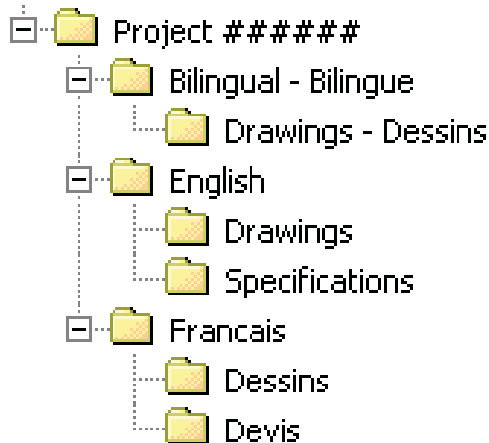 Project ######
Bilingual - Bilingue
Drawings - Dessins
English
Drawings
Specifications
Francais
Dessins
Devis